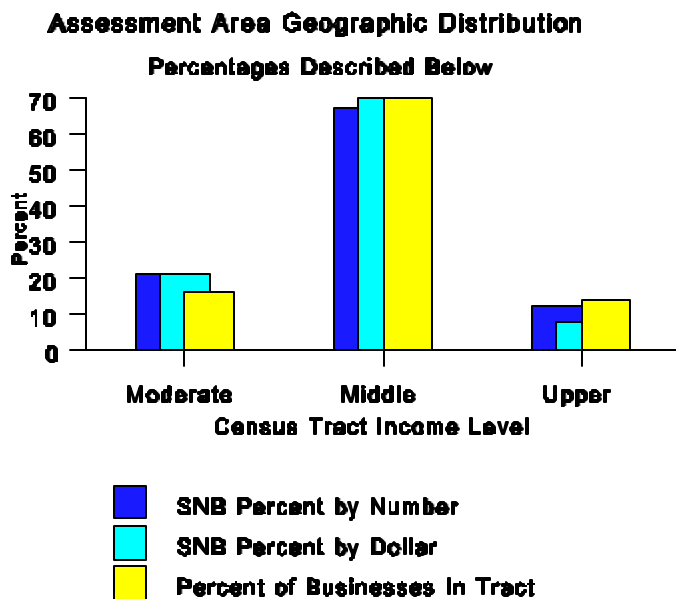 Assessment Area Geographic Distribution
Percentages Described Below
70
60
50
40
30
20
10
0
Percent
Moderate Middle Upper
Census Tract Income Level
SNB Percent by Number
SNB Percent by Dollar
Percent of Businesses In Tract